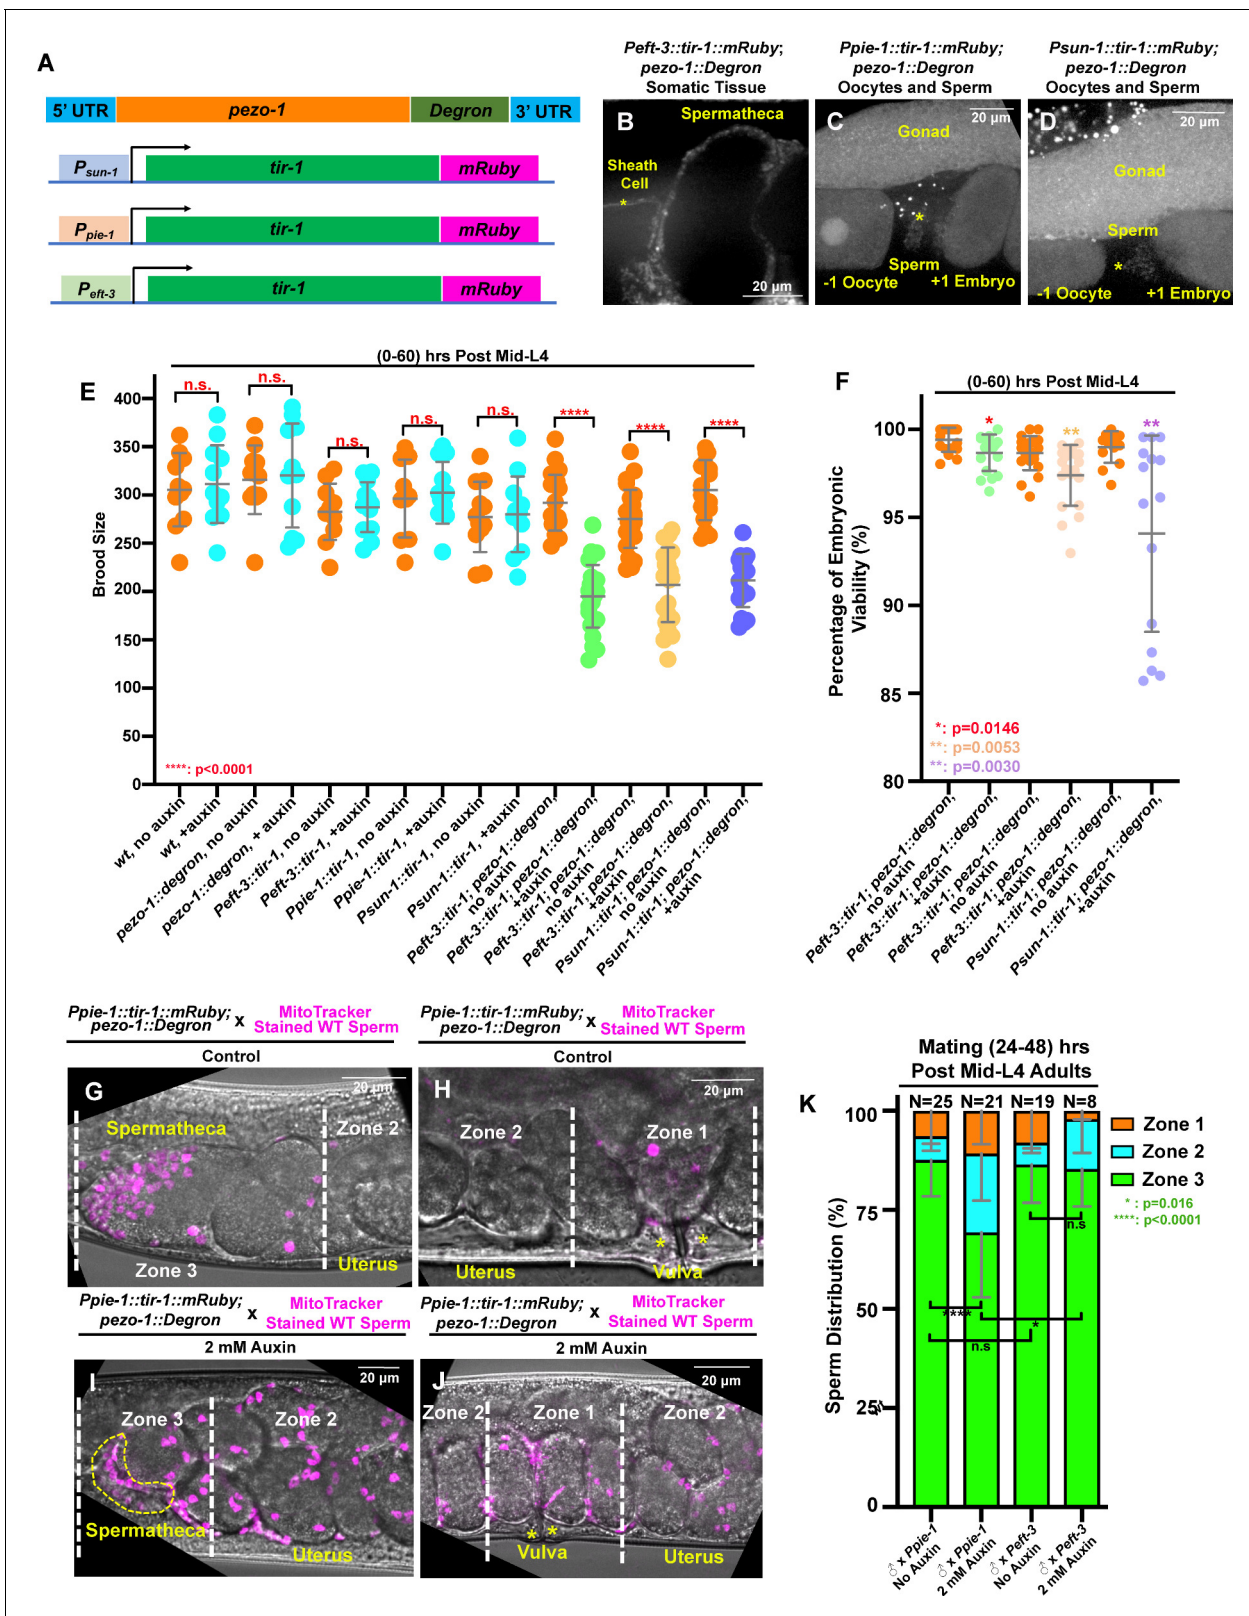 A
5' UTR
pezo-1
Degron
3' UTR
Psun-1
tir-1
mRuby
Ppie-1
tir-1
mRuby
Peft-3
tir-1
mRuby
Peft-3::tir-1::mRuby;
pezo-1::Degron
Somatic Tissue
B
Spermatheca
Sheath
Cell
*
20 µm
Ppie-1::tir-1::mRuby;
pezo-1::Degron
Oocytes and Sperm
C
20 µm
Gonad
*
Sperm
-1 Oocyte
+1 Embryo
Psun-1::tir-1::mRuby;
pezo-1::Degron
Oocytes and Sperm
D
20 µm
Gonad
Sperm
*
-1 Oocyte
+1 Embryo
E
(0-60) hrs Post Mid-L4
n.s.
n.s.
n.s.
n.s.
n.s.
****
****
****
Brood Size
400
300
250
200
150
100
50
0
****: p<0.0001
wt, no auxin
wt, +auxin
pezo-1::degron, no auxin
pezo-1::degron, + auxin
Peft-3::tir-1, no auxin
Peft-3::tir-1, +auxin
Ppie-1::tir-1, no auxin
Ppie-1::tir-1, +auxin
Psun-1::tir-1, no auxin
Psun-1::tir-1, +auxin
Peft-3::tir-1; pezo-1::degron,
no auxin
Peft-3::tir-1; pezo-1::degron,
+auxin
Peft-3::tir-1; pezo-1::degron,
no auxin
Peft-3::tir-1; pezo-1::degron,
+auxin
Psun-1::tir-1; pezo-1::degron,
no auxin
Psun-1::tir-1; pezo-1::degron,
+auxin
F
(0-60) hrs Post Mid-L4
*
**
**
Percentage of Embryonic
Viability (%)
100
95
90
85
80
*: p=0.0146
**: p=0.0053
**: p=0.0030
Peft-3::tir-1; pezo-1::degron,
no auxin
Peft-3::tir-1; pezo-1::degron,
+auxin
Peft-3::tir-1; pezo-1::degron,
no auxin
Peft-3::tir-1; pezo-1::degron,
+auxin
Psun-1::tir-1; pezo-1::degron,
no auxin
Psun-1::tir-1; pezo-1::degron,
+auxin
Ppie-1::tir-1::mRuby;
pezo-1::Degron
x
MitoTracker
Stained WT Sperm
Control
G
20 µm
Spermatheca
Zone 2
Zone 3
Uterus
Ppie-1::tir-1::mRuby;
pezo-1::Degron
x
MitoTracker
Stained WT Sperm
Control
H
20 µm
Zone 2
Zone 1
*
*
Uterus
Vulva
Ppie-1::tir-1::mRuby;
pezo-1::Degron
x
MitoTracker
Stained WT Sperm
2 mM Auxin
I
20 µm
Zone 3
Zone 2
Spermatheca
Uterus
Ppie-1::tir-1::mRuby;
pezo-1::Degron
x
MitoTracker
Stained WT Sperm
2 mM Auxin
J
20 µm
Zone 2
Zone 1
Zone 2
*
*
Vulva
K
Mating (24-48) hrs
Post Mid-L4 Adults
N=25
N=21
N=19
N=8
Zone 1
Zone 2
Zone 3
* : p=0.016
****: p<0.0001
Sperm Distribution (%)
100
75
50
25
0
n.s
****
*
n.s
♂ x Ppie-1
No Auxin
♂ x Ppie-1
2 mM Auxin
♂ x Peft-3
No Auxin
♂ x Peft-3
2 mM Auxin